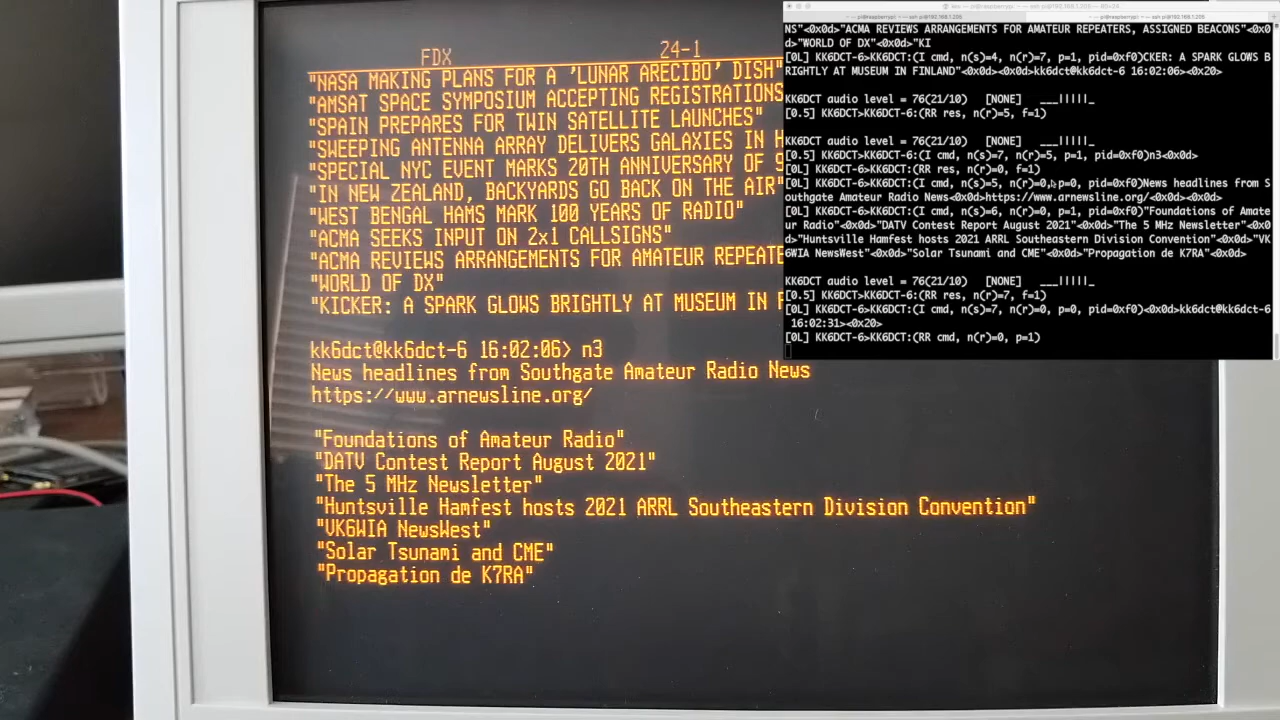 FDX 24-1
"NASA MAKING PLANS FOR A 'LUNAR ARECIBO' DISH"
"AMSAT SPACE SYMPOSIUM ACCEPTING REGISTRATIONS
"SPAIN PREPARES FOR TWIN SATELLITE LAUNCHES"
"SWEEPING ANTENNA ARRAY DELIVERS GALAXIES IN H
"SPECIAL NYC EVENT MARKS 20TH ANNIVERSARY OF 9
"IN NEW ZEALAND, BACKYARDS GO BACK ON THE AIR"
"WEST BENGAL HAMS MARK 100 YEARS OF RADIO"
"ACMA SEEKS INPUT ON 2x1 CALLSIGNS"
"ACMA REVIEWS ARRANGEMENTS FOR AMATEUR REPEATE
"WORLD OF DX"
"KICKER: A SPARK GLOWS BRIGHTLY AT MUSEUM IN F
kk6dct@kk6dct-6 16:02:06> n3
News headlines from Southgate Amateur Radio News
https://www.arnewsline.org/
"Foundations of Amateur Radio"
"DATV Contest Report August 2021"
"The 5 MHz Newsletter"
"Huntsville Hamfest hosts 2021 ARRL Southeastern Division Convention"
"VK6WIA NewsWest"
"Solar Tsunami and CME"
"Propagation de K7RA"
NS"<0x0d>"ACMA REVIEWS ARRANGEMENTS FOR AMATEUR REPEATERS, ASSIGNED BEACONS"<0x0
d>"WORLD OF DX"<0x0d>"KI
[0L] KK6DCT-6>KK6DCT:(I cmd, n(s)=4, n(r)=7, p=1, pid=0xf0)CKER: A SPARK GLOWS B
RIGHTLY AT MUSEUM IN FINLAND"<0x0d><0x0d>kk6dct@kk6dct-6 16:02:06><0x20>
KK6DCT audio level = 76(21/10) [NONE] ___|||||_
[0.5] KK6DCT>KK6DCT-6:(RR res, n(r)=5, f=1)
KK6DCT audio level = 76(21/10) [NONE] ___|||||_
[0.5] KK6DCT>KK6DCT-6:(I cmd, n(s)=7, n(r)=5, p=1, pid=0xf0)n3<0x0d>
[0L] KK6DCT-6>KK6DCT:(RR res, n(r)=0, f=1)
[0L] KK6DCT-6>KK6DCT:(I cmd, n(s)=5, n(r)=0, p=0, pid=0xf0)News headlines from S
outhgate Amateur Radio News<0x0d>https://www.arnewsline.org/<0x0d><0x0d>
[0L] KK6DCT-6>KK6DCT:(I cmd, n(s)=6, n(r)=0, p=1, pid=0xf0)"Foundations of Amate
ur Radio"<0x0d>"DATV Contest Report August 2021"<0x0d>"The 5 MHz Newsletter"<0x0
d>"Huntsville Hamfest hosts 2021 ARRL Southeastern Division Convention"<0x0d>"VK
6WIA NewsWest"<0x0d>"Solar Tsunami and CME"<0x0d>"Propagation de K7RA"<0x0d>
KK6DCT audio level = 76(21/10) [NONE] ___|||||_
[0.5] KK6DCT>KK6DCT-6:(RR res, n(r)=7, f=1)
[0L] KK6DCT-6>KK6DCT:(I cmd, n(s)=7, n(r)=0, p=0, pid=0xf0)<0x0d>kk6dct@kk6dct-6
16:02:31><0x20>
[0L] KK6DCT-6>KK6DCT:(RR cmd, n(r)=0, p=1)